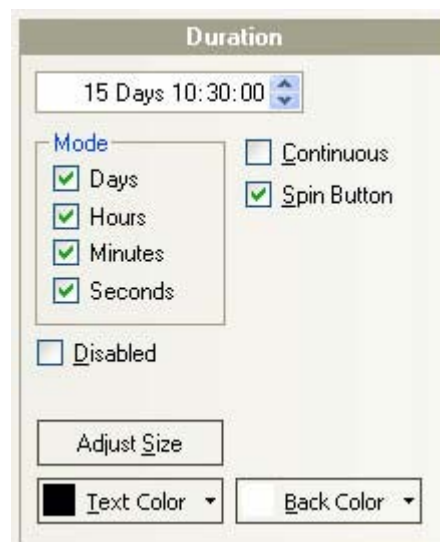 Duration
15 Days 10:30:00
Mode
Days
Hours
Minutes
Seconds
Continuous
Spin Button
Disabled
Adjust Size
Text Color
Back Color